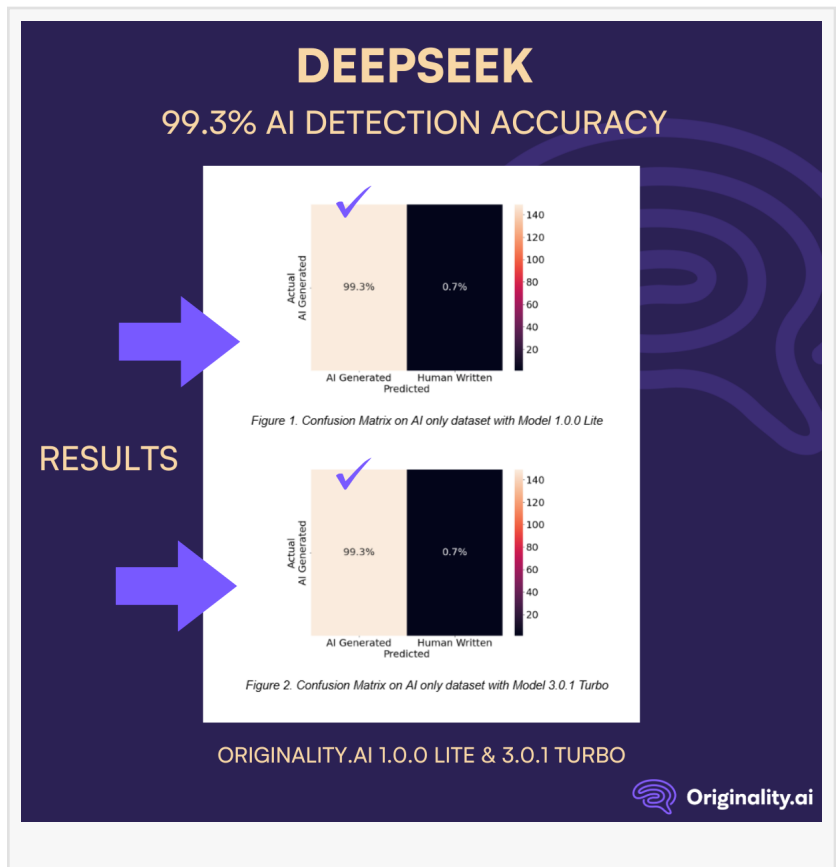 DEEPSEEK
99.3% AI DETECTION ACCURACY
Actual
AI Generated
99.3%
0.7%
140
120
100
80
60
40
20
AI Generated
Human Written
Predicted
Figure 1. Confusion Matrix on AI only dataset with Model 1.0.0 Lite
RESULTS
Actual
AI Generated
99.3%
0.7%
140
120
100
80
60
40
20
AI Generated
Human Written
Predicted
Figure 2. Confusion Matrix on AI only dataset with Model 3.0.1 Turbo
ORIGINALITY.AI 1.0.0 LITE & 3.0.1 TURBO
Originality.ai